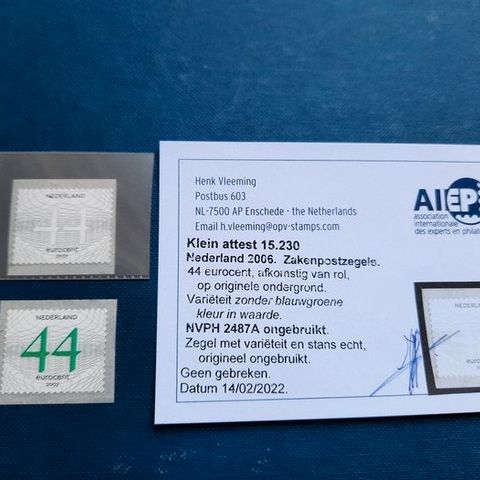 NEDERLAND
44
eurocent
2007
NEDERLAND
44
eurocent
2007
Henk Vleeming
Postbus 603
NL-7500 AP Enschede - the Netherlands
Email h.vleeming@opv-stamps.com
AIEP
association
internationale
des experts en philat
Klein attest 15.230
Nederland 2006. Zakenpostzegels.
44 eurocent, afkomstig van rol,
op originele ondergrond.
Variëteit zonder blauwgroene
kleur in waarde.
NVPH 2487A ongebruikt.
Zegel met variëteit en stans echt,
origineel ongebruikt.
Geen gebreken.
Datum 14/02/2022.
NEDERLAND
eurocent